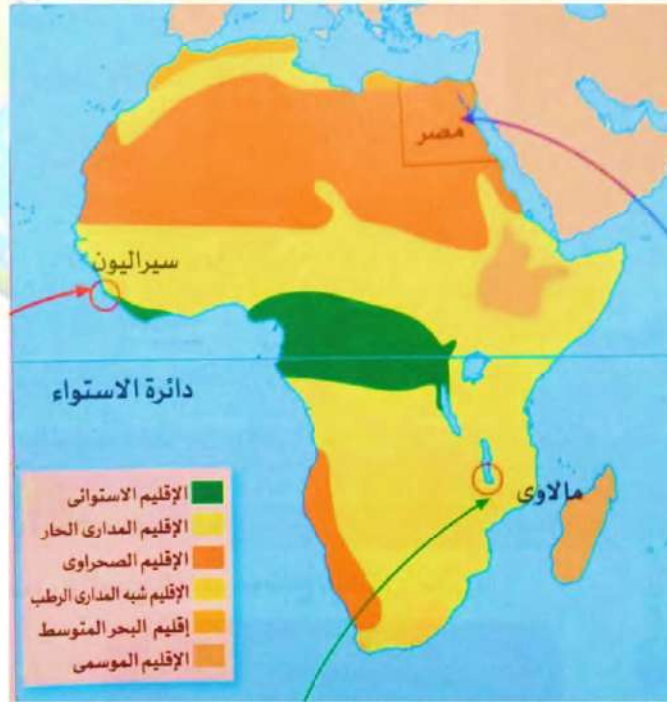 مصر
سيراليون
دائرة الاستواء
مالاوى
الإقليم الاستوائى
الإقليم المدارى الحار
الإقليم الصحراوى
الإقليم شبه المدارى الرطب
إقليم البحر المتوسط
الإقليم الموسمى